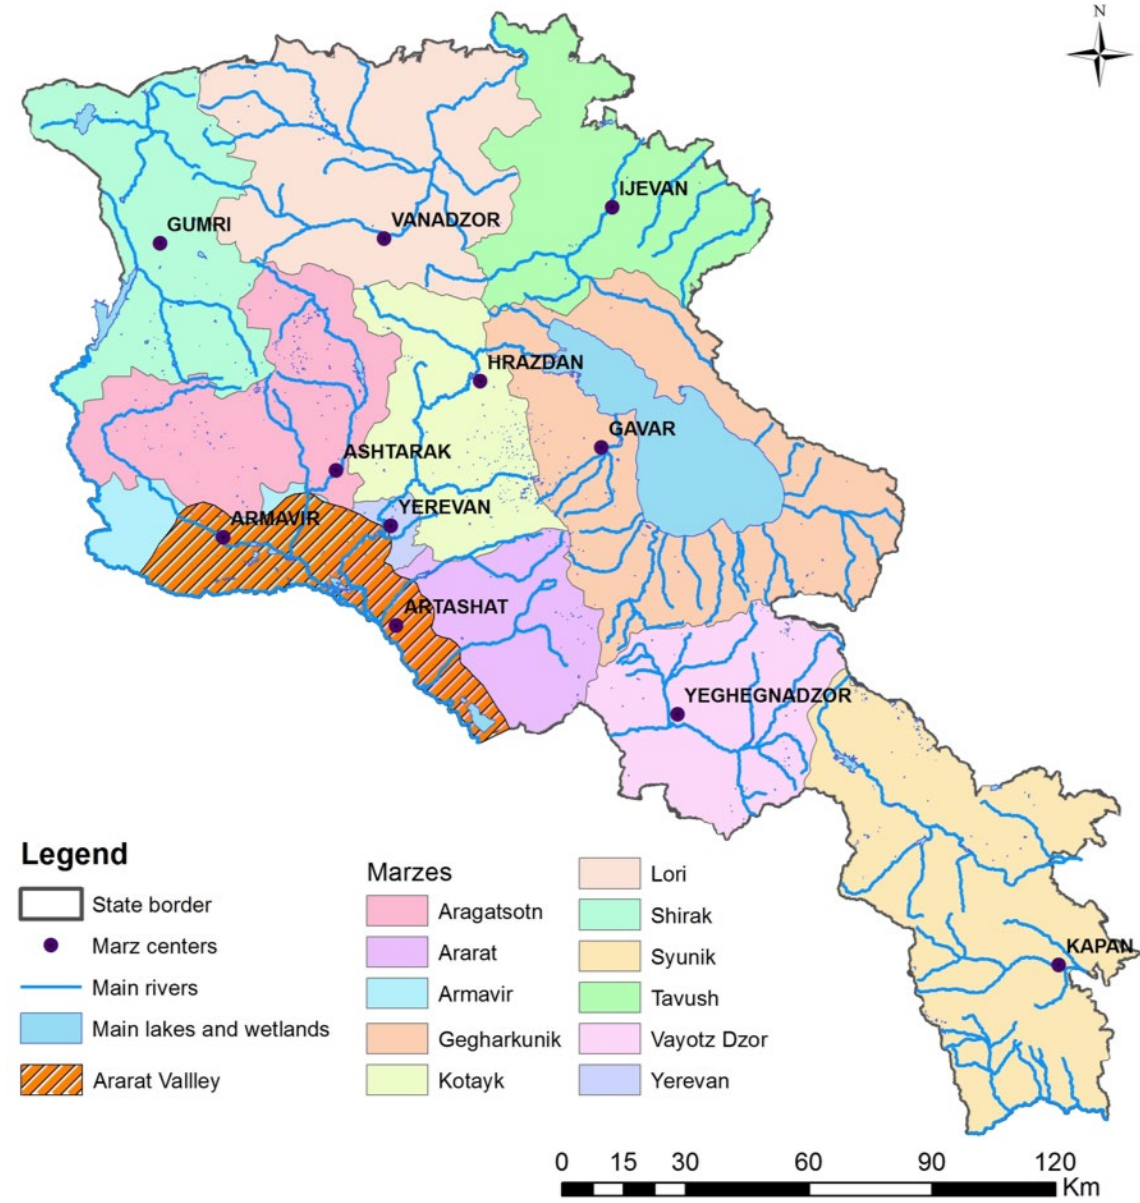 N
IJEVAN
GUMRI
VANADZOR
HRAZDAN
GAVAR
ASHTARAK
YEREVAN
ARMAVIR
ARTASHAT
YEGHEGNADZOR
KAPAN
Legend
State border
Marz centers
Main rivers
Main lakes and wetlands
Ararat Vallley
Marzes
Aragatsotn
Ararat
Armavir
Gegharkunik
Kotayk
Lori
Shirak
Syunik
Tavush
Vayotz Dzor
Yerevan
0 15 30 60 90 120
Km